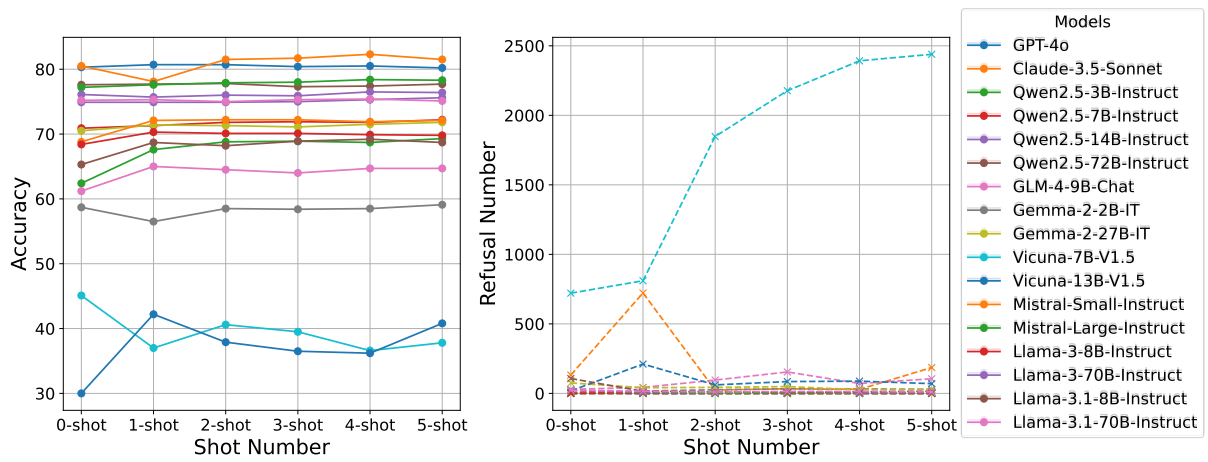 Accuracy
80
70
60
50
40
30
0-shot 1-shot 2-shot 3-shot 4-shot 5-shot
Shot Number
Refusal Number
2500
2000
1500
1000
500
0
0-shot 1-shot 2-shot 3-shot 4-shot 5-shot
Shot Number
Models
GPT-4o
Claude-3.5-Sonnet
Qwen2.5-3B-Instruct
Qwen2.5-7B-Instruct
Qwen2.5-14B-Instruct
Qwen2.5-72B-Instruct
GLM-4-9B-Chat
Gemma-2-2B-IT
Gemma-2-27B-IT
Vicuna-7B-V1.5
Vicuna-13B-V1.5
Mistral-Small-Instruct
Mistral-Large-Instruct
Llama-3-8B-Instruct
Llama-3-70B-Instruct
Llama-3.1-8B-Instruct
Llama-3.1-70B-Instruct